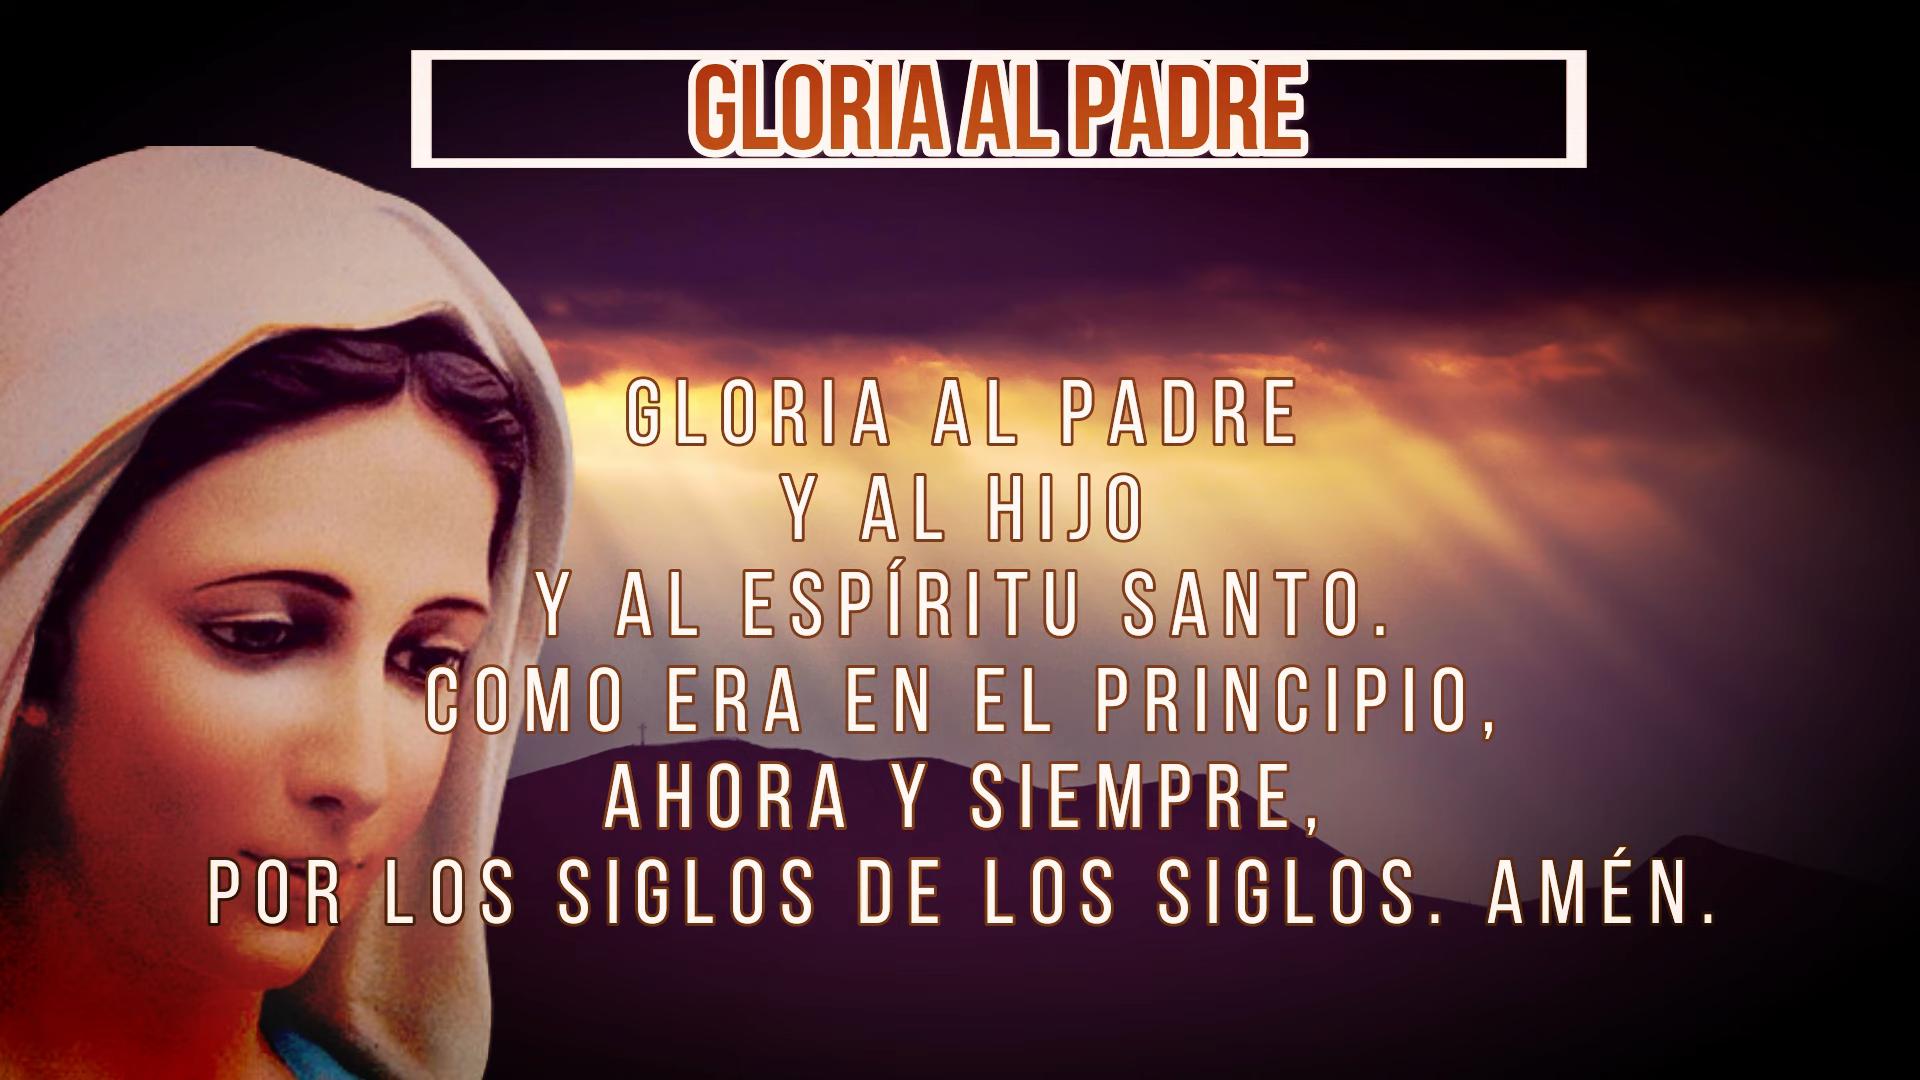 GLORIA AL PADRE
GLORIA AL PADRE
Y AL HIJO
Y AL ESPÍRITU SANTO.
COMO ERA EN EL PRINCIPIO,
AHORA Y SIEMPRE,
POR LOS SIGLOS DE LOS SIGLOS. AMÉN.